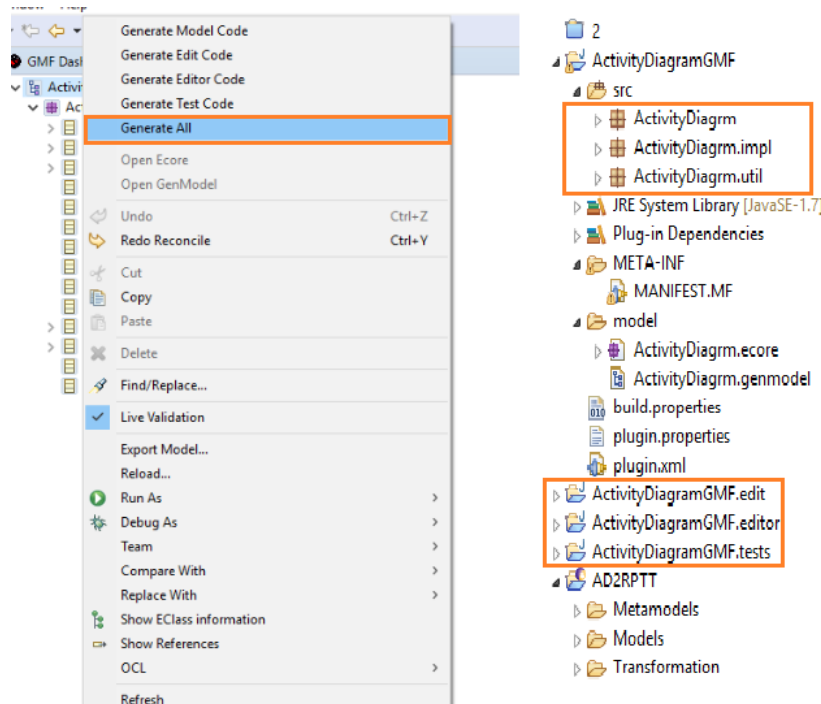 Generate Model Code
Generate Edit Code
GMF Das
Generate Editor Code
Activi
Generate Test Code
Ac
Generate All
Open Ecore
Open GenModel
Undo Ctrl+Z
Redo Reconcile Ctrl+Y
Cut
Copy
Paste
Delete
Find/Replace...
Live Validation
Export Model...
Reload...
Run As
Debug As
Team
Compare With
Replace With
Show EClass information
Show References
OCL
Refresh
2
ActivityDiagramGMF
src
ActivityDiagrm
ActivityDiagrm.impl
ActivityDiagrm.util
JRE System Library [JavaSE-1.7]
Plug-in Dependencies
META-INF
MANIFEST.MF
model
ActivityDiagrm.ecore
ActivityDiagrm.genmodel
build.properties
plugin.properties
plugin.xml
ActivityDiagramGMF.edit
ActivityDiagramGMF.editor
ActivityDiagramGMF.tests
AD2RPTT
Metamodels
Models
Transformation